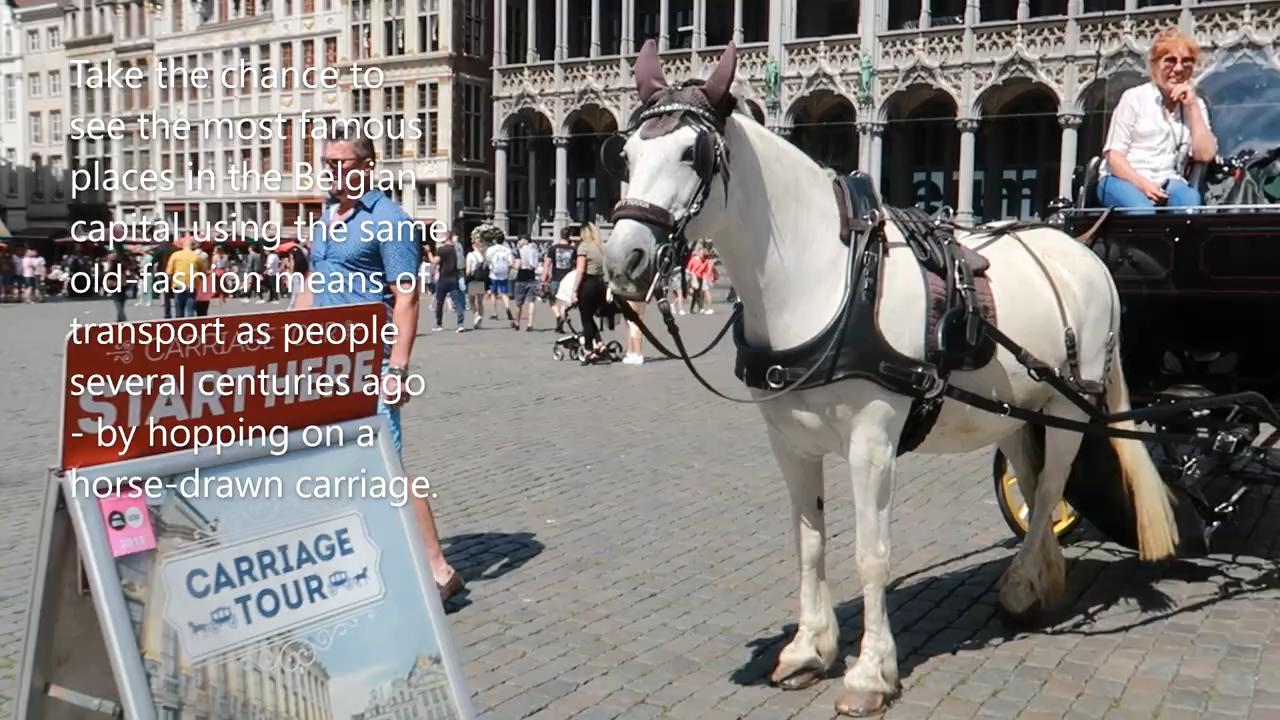 Take the chance to
see the most famous
places in the Belgian
capital using the same
old-fashion means of
transport as people
several centuries ago
- by hopping on a
horse-drawn carriage.
CARRIAGE
START HERE
CARRIAGE
TOUR